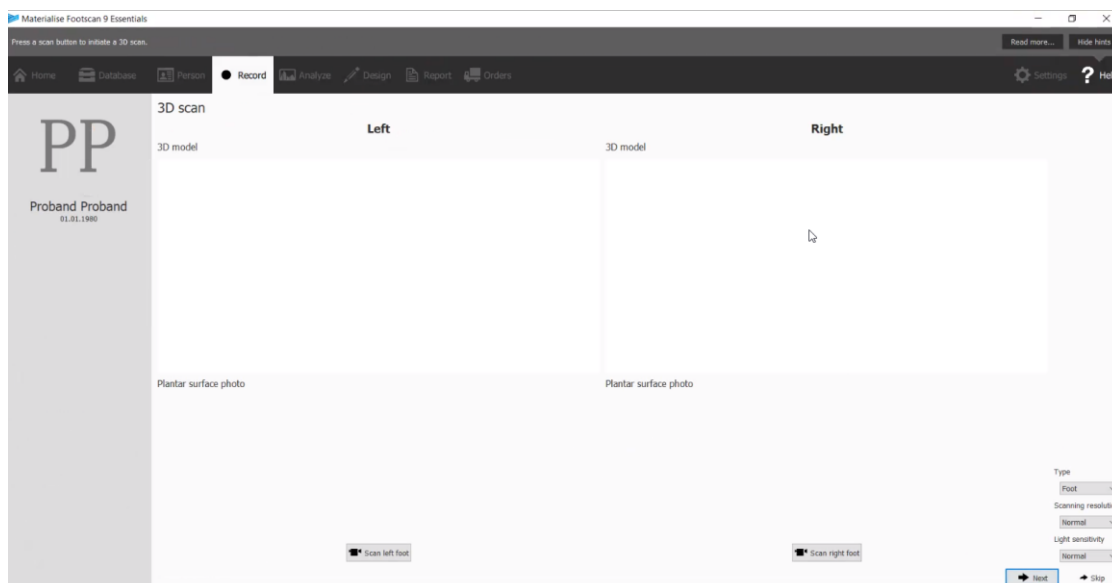 Materialise Footscan 9 Essentials
Press a scan button to initiate a 3D scan.
Read more... Hide hints
Home Database Person Record Analyze Design Report Orders Settings ? Hel
PP
Proband Proband
01.01.1980
3D scan
Left Right
3D model 3D model
Plantar surface photo Plantar surface photo
Type
Foot
Scanning resoluti
Normal
Light sensitivity
Normal
Scan left foot Scan right foot
Next Skip